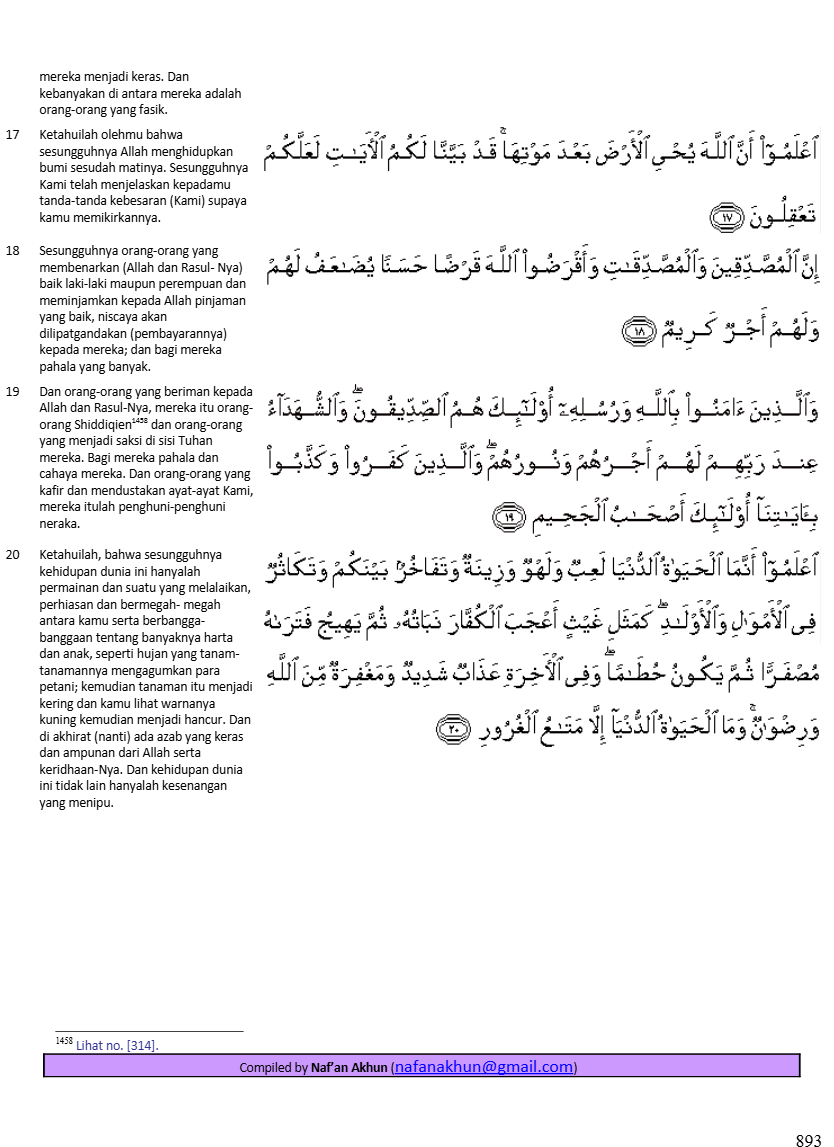 mereka menjadi keras. Dan
kebanyakan di antara mereka adalah
orang-orang yang fasik.
17 Ketahuilah olehmu bahwa
sesungguhnya Allah menghidupkan
bumi sesudah matinya. Sesungguhnya
Kami telah menjelaskan kepadamu
tanda-tanda kebesaran (Kami) supaya
kamu memikirkannya.
ٱعْلَمُوٓا۟ أَنَّ ٱللَّهَ يُحْىِ ٱلْأَرْضَ بَعْدَ مَوْتِهَا ۚ قَدْ بَيَّنَّا لَكُمُ ٱلْءَايَـٰتِ لَعَلَّكُمْ
تَعْقِلُونَ ١٧
18 Sesungguhnya orang-orang yang
membenarkan (Allah dan Rasul- Nya)
baik laki-laki maupun perempuan dan
meminjamkan kepada Allah pinjaman
yang baik, niscaya akan
dilipatgandakan (pembayarannya)
kepada mereka; dan bagi mereka
pahala yang banyak.
إِنَّ ٱلْمُصَّدِّقِينَ وَٱلْمُصَّدِّقَـٰتِ وَأَقْرَضُوا۟ ٱللَّهَ قَرْضًا حَسَنًا يُضَـٰعَفُ لَهُمْ
وَلَهُمْ أَجْرٌ كَرِيمٌ ١٨
19 Dan orang-orang yang beriman kepada
Allah dan Rasul-Nya, mereka itu orang-
orang Shiddiqien1458 dan orang-orang
yang menjadi saksi di sisi Tuhan
mereka. Bagi mereka pahala dan
cahaya mereka. Dan orang-orang yang
kafir dan mendustakan ayat-ayat Kami,
mereka itulah penghuni-penghuni
neraka.
وَٱلَّذِينَ ءَامَنُوا۟ بِٱللَّهِ وَرُسُلِهِۦٓ أُو۟لَـٰٓئِكَ هُمُ ٱلصِّدِّيقُونَ ۖ وَٱلشُّهَدَآءُ
عِندَ رَبِّهِمْ لَهُمْ أَجْرُهُمْ وَنُورُهُمْ ۖ وَٱلَّذِينَ كَفَرُوا۟ وَكَذَّبُوا۟
بِـَٔايَـٰتِنَآ أُو۟لَـٰٓئِكَ أَصْحَـٰبُ ٱلْجَحِيمِ ١٩
20 Ketahuilah, bahwa sesungguhnya
kehidupan dunia ini hanyalah
permainan dan suatu yang melalaikan,
perhiasan dan bermegah- megah
antara kamu serta berbangga-
banggaan tentang banyaknya harta
dan anak, seperti hujan yang tanam-
tanamannya mengagumkan para
petani; kemudian tanaman itu menjadi
kering dan kamu lihat warnanya
kuning kemudian menjadi hancur. Dan
di akhirat (nanti) ada azab yang keras
dan ampunan dari Allah serta
keridhaan-Nya. Dan kehidupan dunia
ini tidak lain hanyalah kesenangan
yang menipu.
ٱعْلَمُوٓا۟ أَنَّمَا ٱلْحَيَوٰةُ ٱلدُّنْيَا لَعِبٌ وَلَهْوٌ وَزِينَةٌ وَتَفَاخُرٌۢ بَيْنَكُمْ وَتَكَاثُرٌ
فِى ٱلْأَمْوَٰلِ وَٱلْأَوْلَـٰدِ ۖ كَمَثَلِ غَيْثٍ أَعْجَبَ ٱلْكُفَّارَ نَبَاتُهُۥ ثُمَّ يَهِيجُ فَتَرَىٰهُ
مُصْفَرًّا ثُمَّ يَكُونُ حُطَـٰمًا ۖ وَفِى ٱلْءَاخِرَةِ عَذَابٌ شَدِيدٌ وَمَغْفِرَةٌ مِّنَ ٱللَّهِ
وَرِضْوَٰنٌ ۚ وَمَا ٱلْحَيَوٰةُ ٱلدُّنْيَآ إِلَّا مَتَـٰعُ ٱلْغُرُورِ ٢٠
1458 Lihat no. [314].
Compiled by Naf'an Akhun (nafanakhun@gmail.com)
893